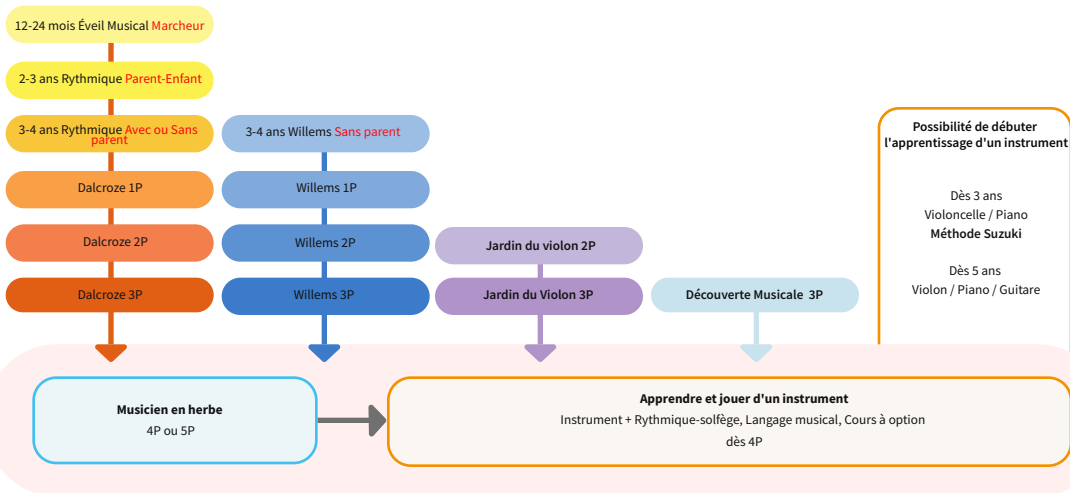 12-24 mois Éveil Musical Marcheur
2-3 ans Rythmique Parent-Enfant
3-4 ans Rythmique Avec ou Sans
parent
Dalcroze 1P
Dalcroze 2P
Dalcroze 3P
3-4 ans Willems Sans parent
Willems 1P
Willems 2P
Willems 3P
Jardin du violon 2P
Jardin du Violon 3P
Découverte Musicale 3P
Possibilité de débuter
l'apprentissage d'un instrument
Dès 3 ans
Violoncelle / Piano
Méthode Suzuki
Dès 5 ans
Violon / Piano / Guitare
Musicien en herbe
4P ou 5P
Apprendre et jouer d'un instrument
Instrument + Rythmique-solfège, Langage musical, Cours à option
dès 4P